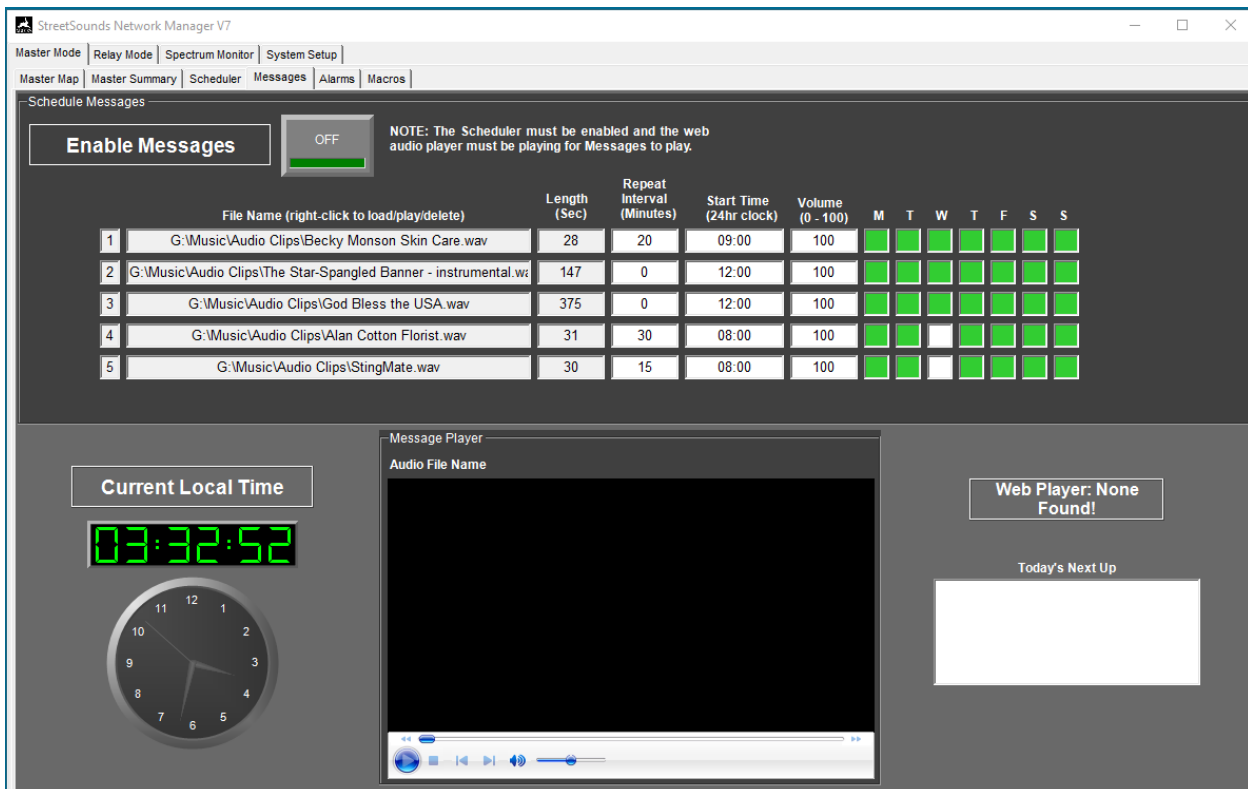 StreetSounds Network Manager V7
Master Mode Relay Mode Spectrum Monitor System Setup
Master Map Master Summary Scheduler Messages Alarms Macros
Schedule Messages
Enable Messages
OFF
NOTE: The Scheduler must be enabled and the web
audio player must be playing for Messages to play.
File Name (right-click to load/play/delete) Length (Sec) Repeat Interval (Minutes) Start Time (24hr clock) Volume (0 - 100) M T W T F S S
1 G:\Music\Audio Clips\Becky Monson Skin Care.wav 28 20 09:00 100
2 G:\Music\Audio Clips\The Star-Spangled Banner - instrumental.wa 147 0 12:00 100
3 G:\Music\Audio Clips\God Bless the USA.wav 375 0 12:00 100
4 G:\Music\Audio Clips\Alan Cotton Florist.wav 31 30 08:00 100
5 G:\Music\Audio Clips\StingMate.wav 30 15 08:00 100
Current Local Time
03:32:52
12
1
2
3
4
5
6
7
8
9
10
11
Message Player
Audio File Name
Web Player: None
Found!
Today's Next Up